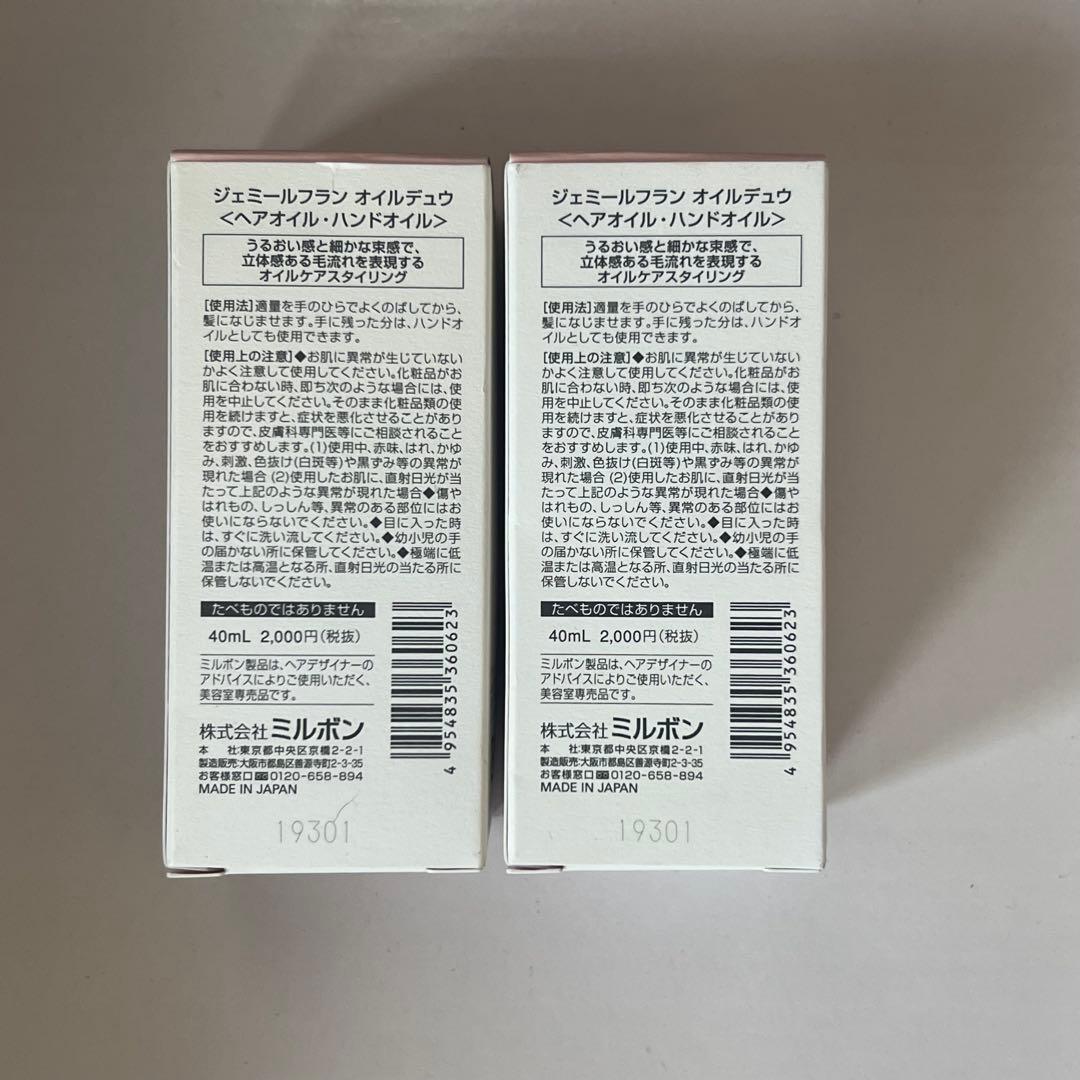 ジェミールフラン オイルデュウ
<ヘアオイル・ハンドオイル>
うるおい感と細かな束感で、
立体感ある毛流れを表現する
オイルケアスタイリング
[使用法]適量を手のひらでよくのばしてから、
髪になじませます。手に残った分は、ハンドオ
イルとしても使用できます。
[使用上の注意]◆お肌に異常が生じていない
かよく注意して使用してください。化粧品がお
肌に合わない時、即ち次のような場合には、使
用を中止してください。そのまま化粧品類の使
用を続けますと、症状を悪化させることがあり
ますので、皮膚科専門医等にご相談されること
をおすすめします。(1)使用中、赤味、はれ、かゆ
み、刺激、色抜け(白斑等)や黒ずみ等の異常が
現れた場合 (2)使用したお肌に、直射日光が当
たって上記のような異常が現れた場合◆傷や
はれもの、しっしん等、異常のある部位にはお
使いにならないでください。◆目に入った時
は、すぐに洗い流してください。◆幼小児の手
の届かない所に保管してください。◆極端に低
温または高温となる所、直射日光の当たる所に
保管しないでください。
たべものではありません
40mL 2,000円(税抜)
ミルボン製品は、ヘアデザイナーの
アドバイスによりご使用いただく、
美容室専売品です。
株式会社 ミルボン
本 社:東京都中央区京橋2-2-1
製造販売:大阪市都島区善源寺町2-3-35
お客様窓口 0120-658-894
MADE IN JAPAN
4 954835 360623
19301
ジェミールフラン オイルデュウ
<ヘアオイル・ハンドオイル>
うるおい感と細かな束感で、
立体感ある毛流れを表現する
オイルケアスタイリング
[使用法]適量を手のひらでよくのばしてから、
髪になじませます。手に残った分は、ハンドオ
イルとしても使用できます。
[使用上の注意]◆お肌に異常が生じていない
かよく注意して使用してください。化粧品がお
肌に合わない時、即ち次のような場合には、使
用を中止してください。そのまま化粧品類の使
用を続けますと、症状を悪化させることがあり
ますので、皮膚科専門医等にご相談されること
をおすすめします。(1)使用中、赤味、はれ、かゆ
み、刺激、色抜け(白斑等)や黒ずみ等の異常が
現れた場合 (2)使用したお肌に、直射日光が当
たって上記のような異常が現れた場合◆傷や
はれもの、しっしん等、異常のある部位にはお
使いにならないでください。◆目に入った時
は、すぐに洗い流してください。◆幼小児の手
の届かない所に保管してください。◆極端に低
温または高温となる所、直射日光の当たる所に
保管しないでください。
たべものではありません
40mL 2,000円(税抜)
ミルボン製品は、ヘアデザイナーの
アドバイスによりご使用いただく、
美容室専売品です。
株式会社 ミルボン
本 社:東京都中央区京橋2-2-1
製造販売:大阪市都島区善源寺町2-3-35
お客様窓口 0120-658-894
MADE IN JAPAN
4 954835 360623
19301